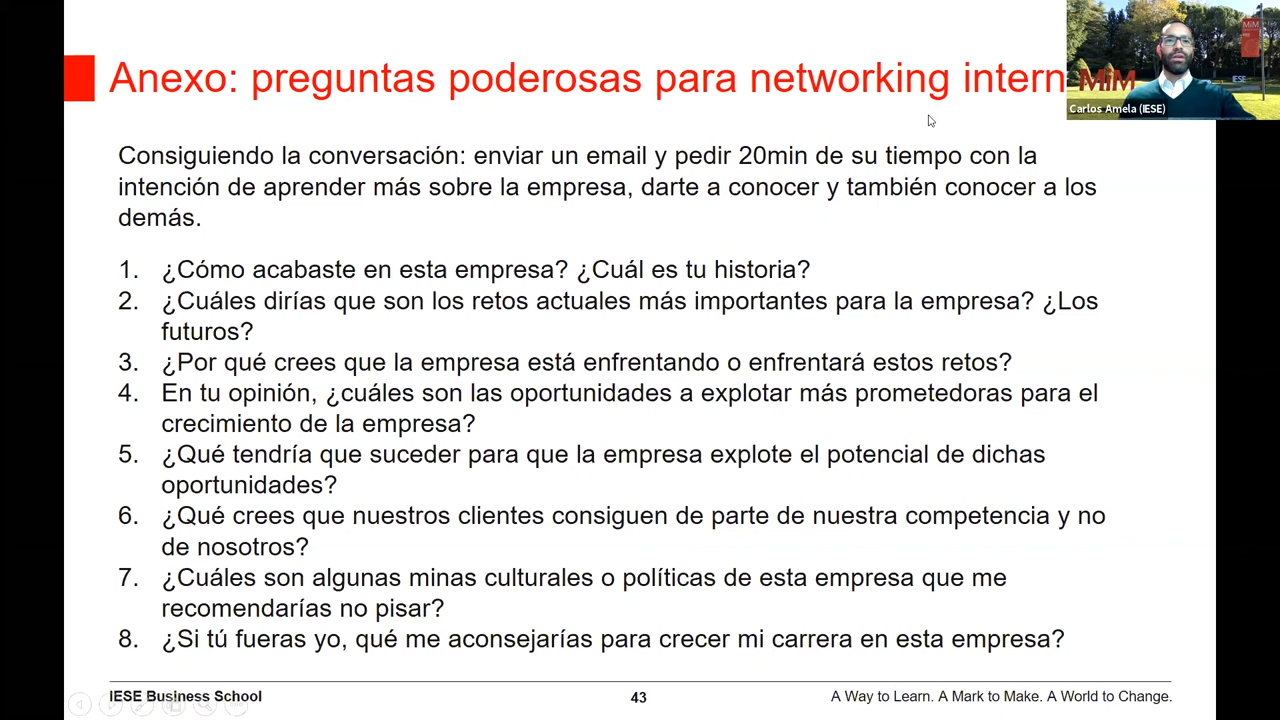 Anexo: preguntas poderosas para networking intern
MiM
IESE
Carlos Amela (IESE)
Consiguiendo la conversación: enviar un email y pedir 20min de su tiempo con la
intención de aprender más sobre la empresa, darte a conocer y también conocer a los
demás.
1. ¿Cómo acabaste en esta empresa? ¿Cuál es tu historia?
2. ¿Cuáles dirías que son los retos actuales más importantes para la empresa? ¿Los
futuros?
3. ¿Por qué crees que la empresa está enfrentando o enfrentará estos retos?
4. En tu opinión, ¿cuáles son las oportunidades a explotar más prometedoras para el
crecimiento de la empresa?
5. ¿Qué tendría que suceder para que la empresa explote el potencial de dichas
oportunidades?
6. ¿Qué crees que nuestros clientes consiguen de parte de nuestra competencia y no
de nosotros?
7. ¿Cuáles son algunas minas culturales o políticas de esta empresa que me
recomendarías no pisar?
8. ¿Si tú fueras yo, qué me aconsejarías para crecer mi carrera en esta empresa?
IESE Business School
43
A Way to Learn. A Mark to Make. A World to Change.